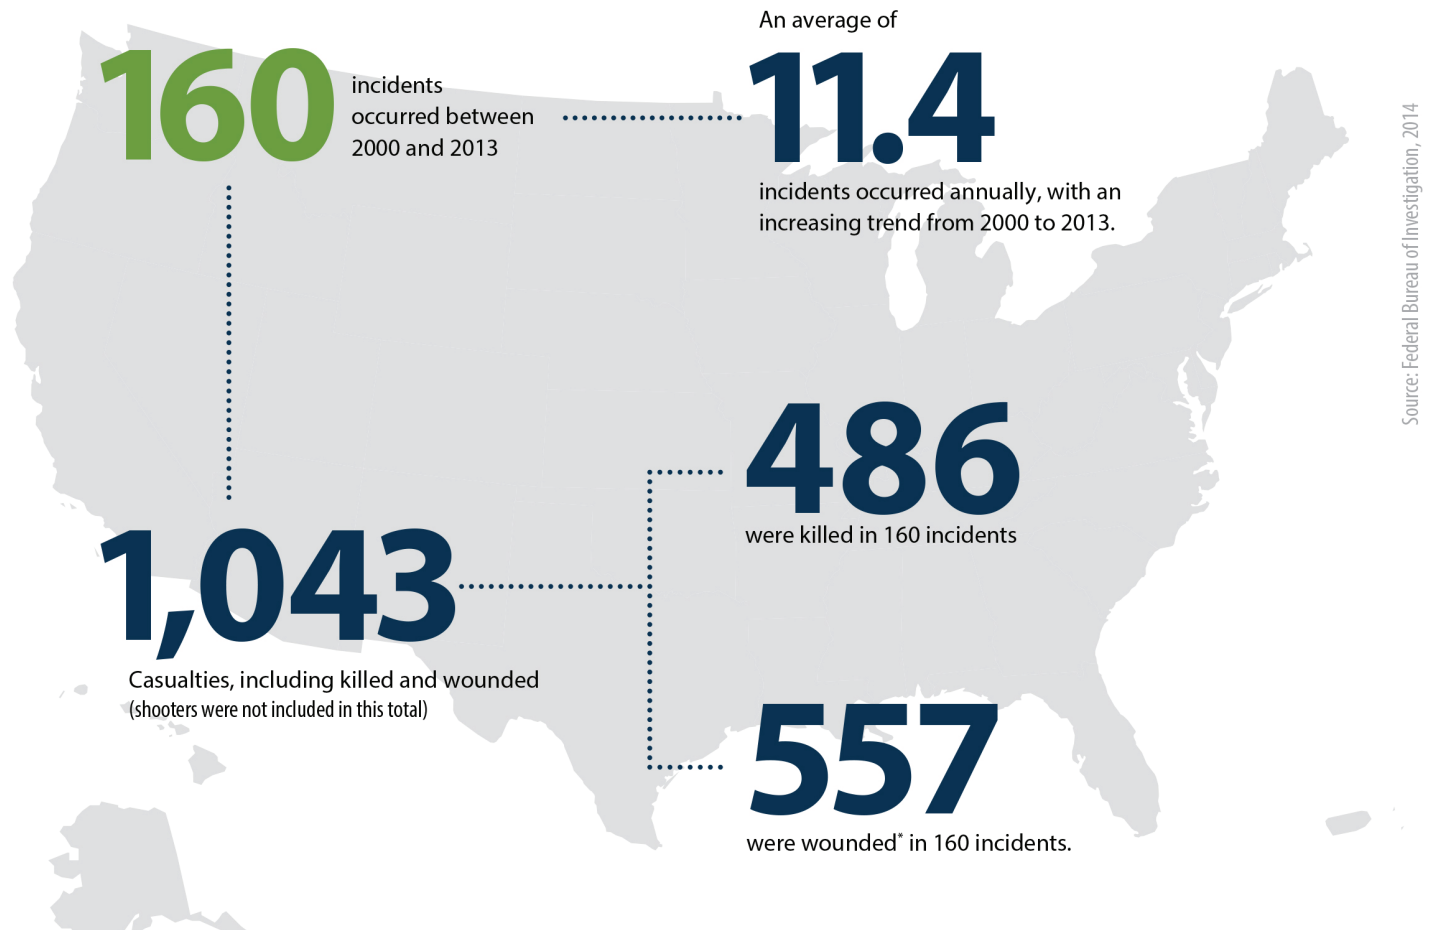 160
incidents
occurred between
2000 and 2013
An average of
11.4
incidents occurred annually, with an
increasing trend from 2000 to 2013.
1,043
Casualties, including killed and wounded
(shooters were not included in this total)
486
were killed in 160 incidents
557
were wounded* in 160 incidents.
Source: Federal Bureau of Investigation, 2014